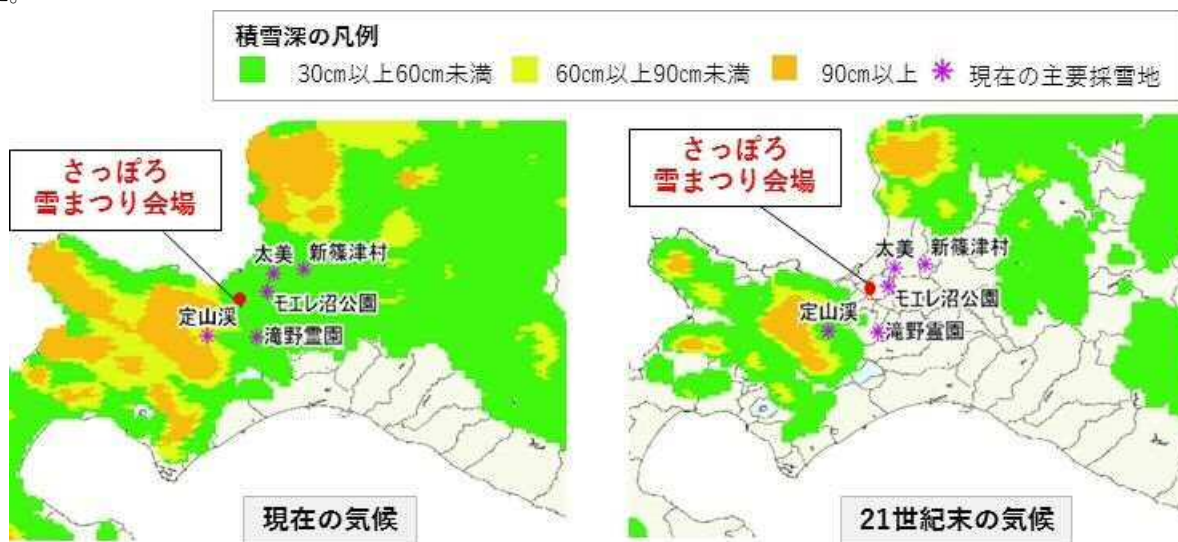 積雪深の凡例
30㎝以上60㎝未満 60㎝以上90㎝未満 90㎝以上 現在の主要採雪地
さっぽろ
雪まつり会場
太美 新篠津村
モエレ沼公園
定山渓
滝野霊園
現在の気候
さっぽろ
雪まつり会場
太美 新篠津村
モエレ沼公園
定山渓
滝野霊園
21世紀末の気候